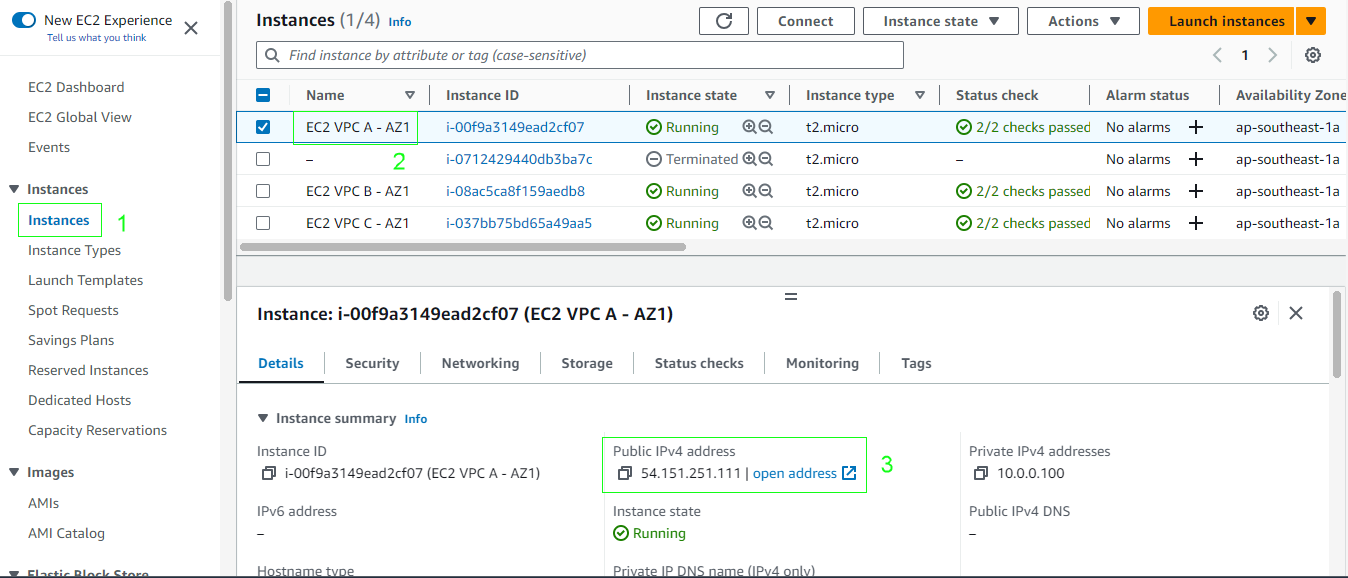 New EC2 Experience
Tell us what you think
EC2 Dashboard
EC2 Global View
Events
Instances
Instances 1
Instance Types
Launch Templates
Spot Requests
Savings Plans
Reserved Instances
Dedicated Hosts
Capacity Reservations
Images
AMIs
AMI Catalog
Elastic Block Store
Instances (1/4) Info
Connect
Instance state
Actions
Launch instances
Find instance by attribute or tag (case-sensitive)
1
Name Instance ID Instance state Instance type Status check Alarm status Availability Zone
EC2 VPC A - AZ1 i-00f9a3149ead2cf07 Running t2.micro 2/2 checks passed No alarms + ap-southeast-1a
2
– i-0712429440db3ba7c Terminated t2.micro – No alarms + ap-southeast-1a
EC2 VPC B - AZ1 i-08ac5ca8f159aedb8 Running t2.micro 2/2 checks passed No alarms + ap-southeast-1a
EC2 VPC C - AZ1 i-037bb75bd65a49aa5 Running t2.micro 2/2 checks passed No alarms + ap-southeast-1a
Instance: i-00f9a3149ead2cf07 (EC2 VPC A - AZ1)
Details Security Networking Storage Status checks Monitoring Tags
Instance summary Info
Instance ID
i-00f9a3149ead2cf07 (EC2 VPC A - AZ1)
Public IPv4 address
54.151.251.111 | open address
3
Private IPv4 addresses
10.0.0.100
IPv6 address
–
Instance state
Running
Public IPv4 DNS
–
Hostname type
Private IP DNS name (IPv4 only)